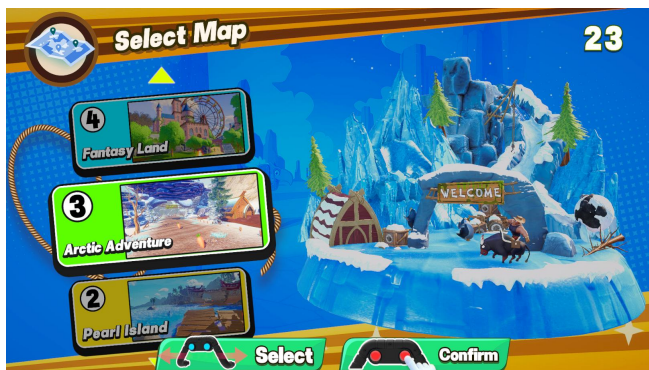 Select Map
23
4
Fantasy Land
3
Arctic Adventure
2
Pearl Island
WELCOME
Select
Confirm